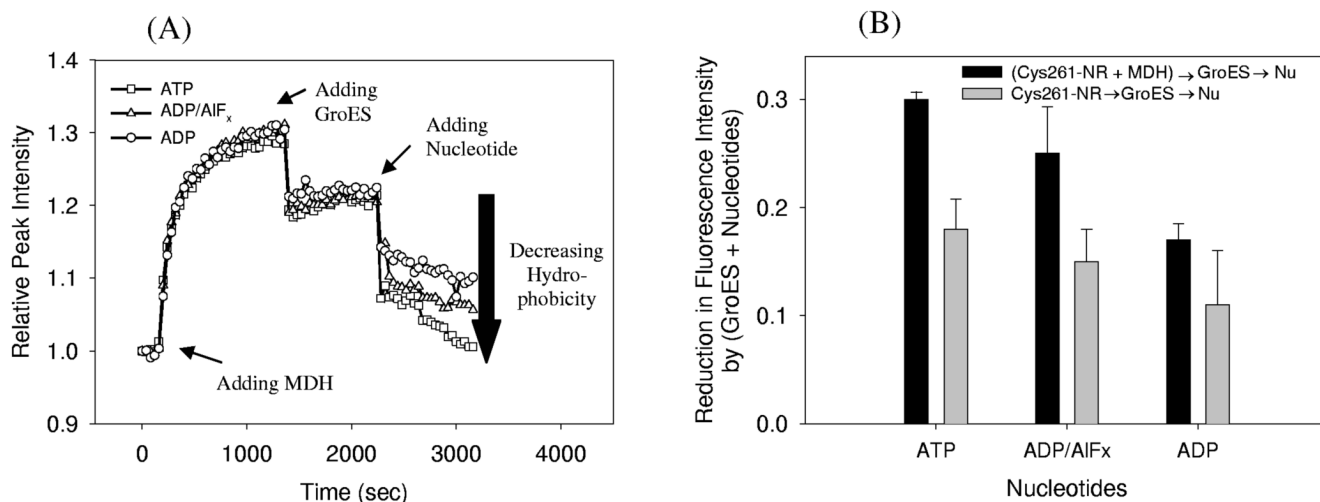 (A)
1.4
1.3
1.2
1.1
1.0
0.9
Relative Peak Intensity
ATP
ADP/AlFx
ADP
Adding
GroES
Adding
Nucleotide
Decreasing
Hydro-
phobicity
Adding MDH
0 1000 2000 3000 4000
Time (sec)
(B)
Reduction in Fluorescence Intensity
by (GroES + Nucleotides)
0.3
0.2
0.1
0.0
(Cys261-NR + MDH) → GroES → Nu
Cys261-NR→GroES → Nu
ATP ADP/AlFx ADP
Nucleotides